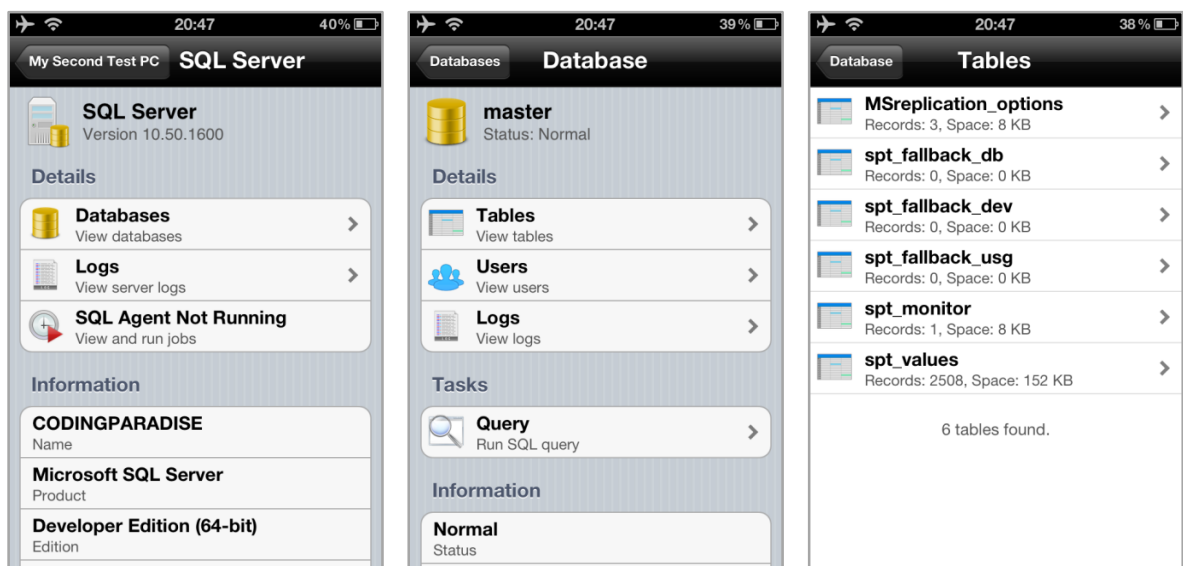 20:47
40%
My Second Test PC
SQL Server
SQL Server
Version 10.50.1600
Details
Databases
View databases
Logs
View server logs
SQL Agent Not Running
View and run jobs
Information
CODINGPARADISE
Name
Microsoft SQL Server
Product
Developer Edition (64-bit)
Edition
20:47
39%
Databases
Database
master
Status: Normal
Details
Tables
View tables
Users
View users
Logs
View logs
Tasks
Query
Run SQL query
Information
Normal
Status
20:47
38%
Database
Tables
MSreplication_options
Records: 3, Space: 8 KB
spt_fallback_db
Records: 0, Space: 0 KB
spt_fallback_dev
Records: 0, Space: 0 KB
spt_fallback_usg
Records: 0, Space: 0 KB
spt_monitor
Records: 1, Space: 8 KB
spt_values
Records: 2508, Space: 152 KB
6 tables found.